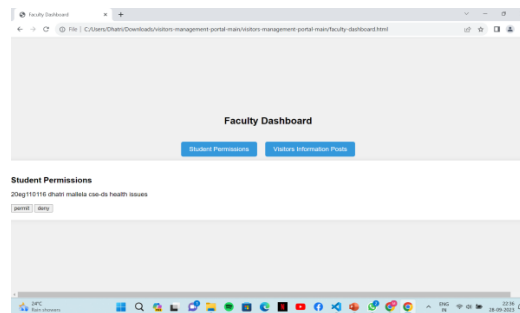 Faculty Dashboard
File | C:/Users/Dhatri/Downloads/visitors-management-portal-main/visitors-management-portal-main/faculty-dashboard.html
Faculty Dashboard
Student Permissions Visitors Information Posts
Student Permissions
20eg110116 dhatri mallela cse-ds health issues
permit deny
24°C
Rain showers
ENG
IN
22:16
28-09-2023